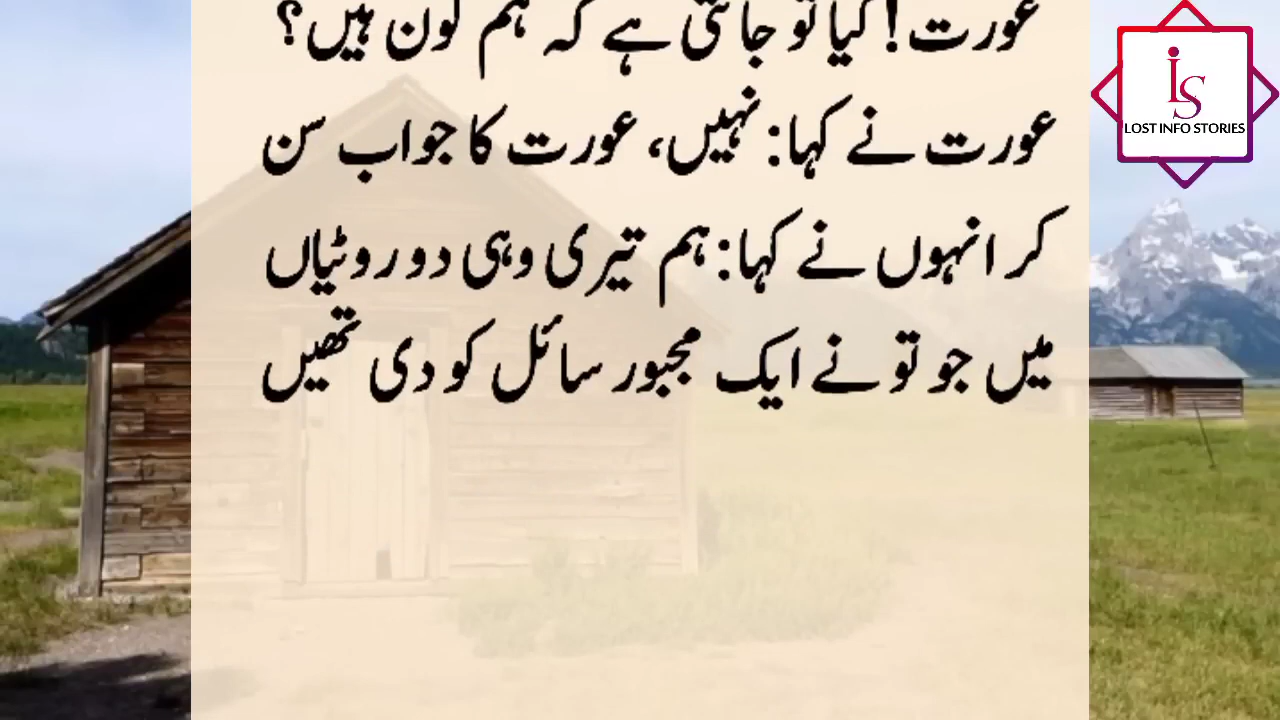 عورت! کیا تو جانتی ہے کہ ہم کون ہیں؟
عورت نے کہا: نہیں، عورت کا جواب سن
کر انہوں نے کہا: ہم تیری وہی دو روٹیاں
میں جو تو نے ایک مجبور سائل کو دی تھیں
LS
LOST INFO STORIES